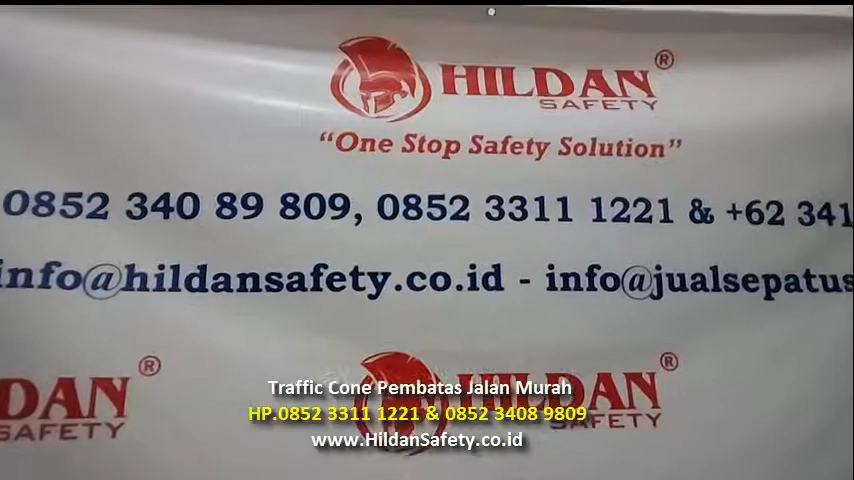 HILDAN®
SAFETY
“One Stop Safety Solution”
0852 340 89 809, 0852 3311 1221 & +62 341
info@hildansafety.co.id - info@jualsepatus
DAN® HILDAN®
SAFETY SAFETY
Traffic Cone Pembatas Jalan Murah
HP.0852 3311 1221 & 0852 3408 9809
www.HildanSafety.co.id